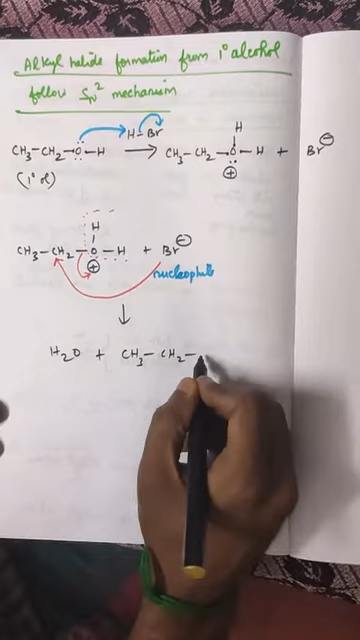 Alkyl halide formation from 1° alcohol
follow SN² mechanism
H
CH3-CH2-O-H H-Br → CH3-CH2-O-H + Br⊖
(1° ol) ⊕
H
CH3-CH2-O-H + Br⊖
⊕ nucleophile
↓
H2O + CH3-CH2-